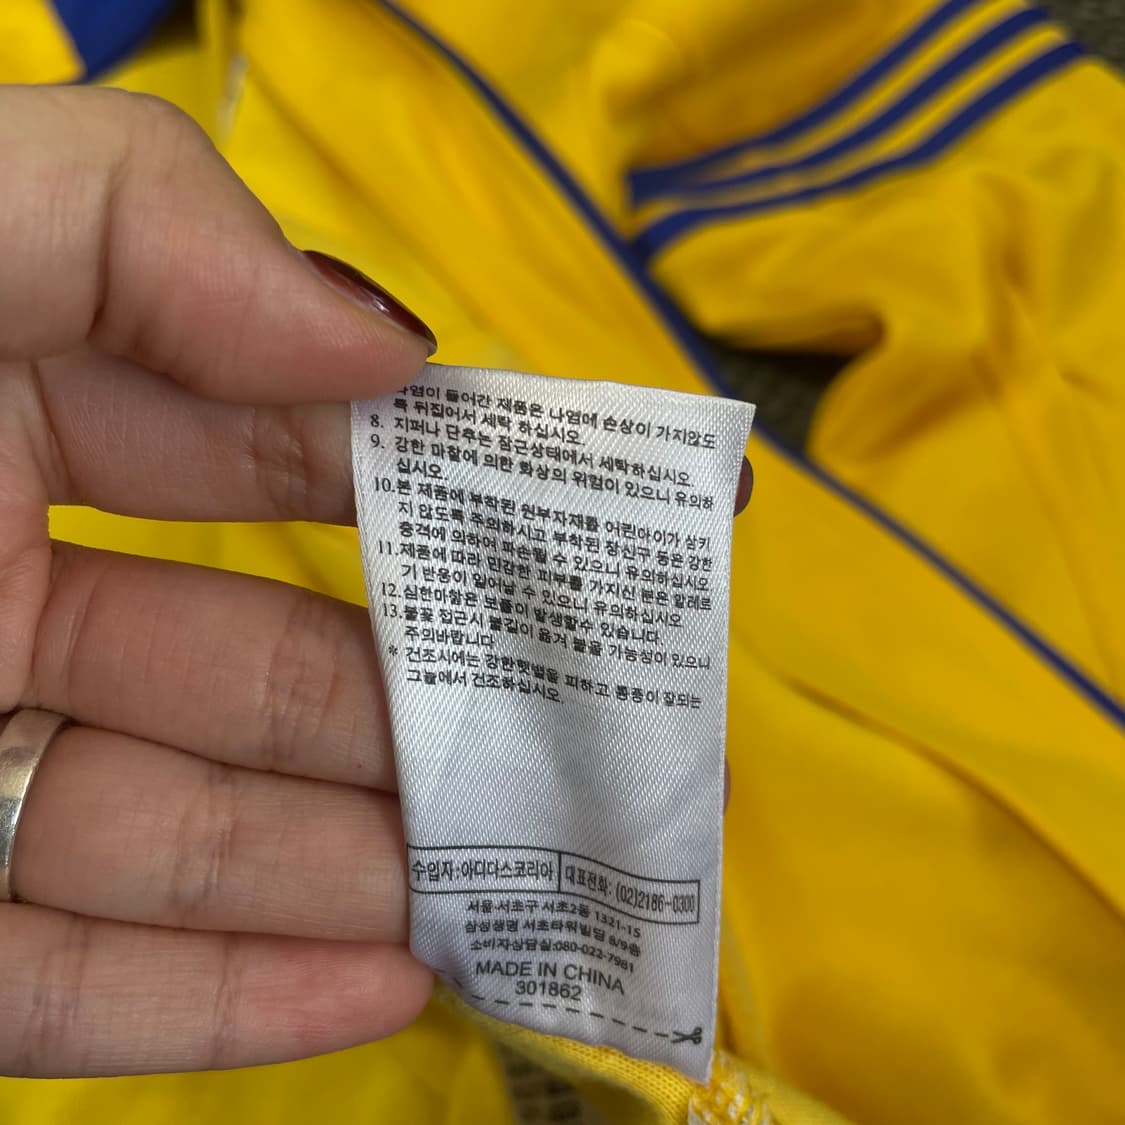 나염이 들어간 제품은 나염에 손상이 가지않도
록 뒤집어서 세탁 하십시오.
8. 지퍼나 단추는 잠근상태에서 세탁하십시오
9. 강한 마찰에 의한 화상의 위험이 있으니 유의하
십시오.
10.본 제품에 부착된 원부자재를 어린아이가 삼키
지 않도록 주의하시고 부착된 장신구 등은 강한
충격에 의하여 파손될 수 있으니 유의하십시오
11.제품에 따라 민감한 피부를 가지신 분은 알레르
기 반응이 일어날 수 있으니 유의하십시오
12.심한마찰은 보풀이 발생할수 있습니다.
13.불꽃 접근시 불길이 옮겨 붙을 가능성이 있으니
주의바랍니다.
* 건조시에는 강한햇볕을 피하고 통풍이 잘되는
그늘에서 건조하십시오.
수입자:아디다스코리아 대표전화: (02)2186-0300
서울 서초구 서초2동 1321-15
삼성생명 서초타워빌딩 8/9층
소비자상담실:080-022-7981
MADE IN CHINA
301862